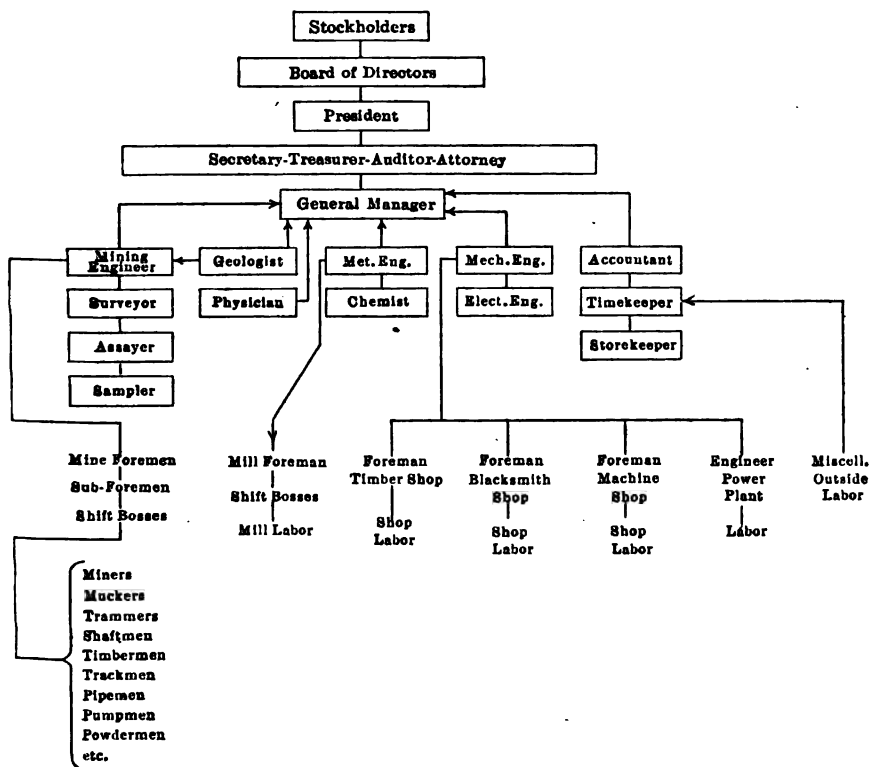 Stockholders
Board of Directors
President
Secretary-Treasurer-Auditor-Attorney
General Manager
Mining
Engineer
Geologist
Met. Eng.
Mech. Eng.
Accountant
Surveyor
Physician
Chemist
Elect. Eng.
Timekeeper
Assayer
Storekeeper
Sampler
Mine Foremen
Sub-Foremen
Shift Bosses
Mill Foreman
Shift Bosses
Mill Labor
Foreman
Timber Shop
Shop
Labor
Foreman
Blacksmith
Shop
Shop
Labor
Foreman
Machine
Shop
Shop
Labor
Engineer
Power
Plant
Labor
Miscell.
Outside
Labor
Miners
Muckers
Trammers
Shaftmen
Timbermen
Trackmen
Pipemen
Pumpmen
Powdermen
etc.